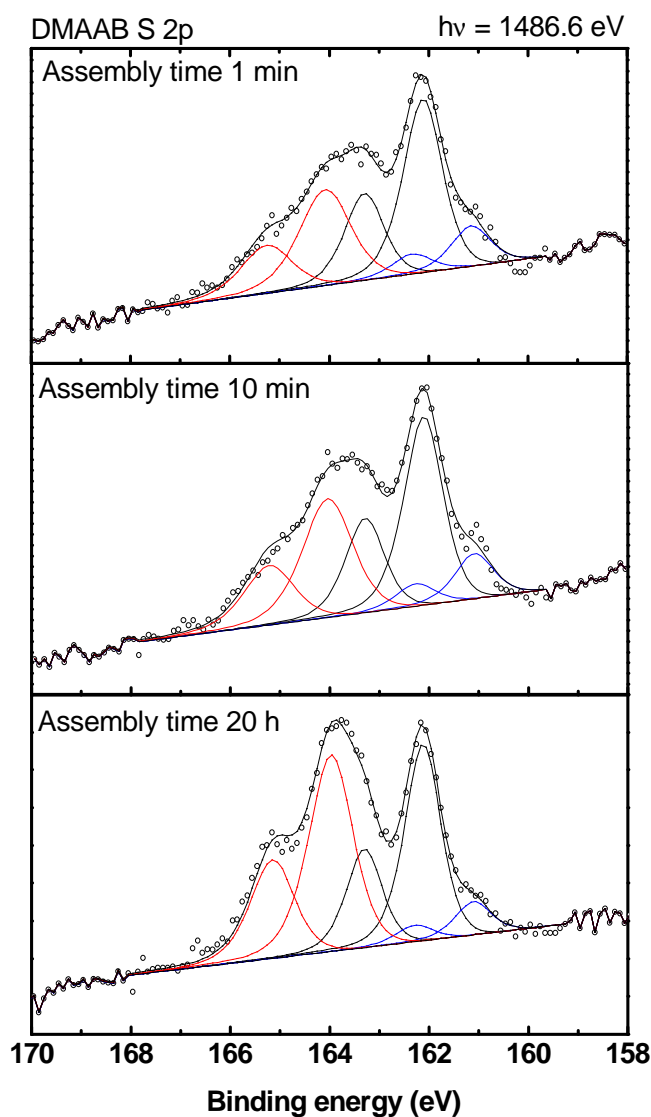 DMAAB S 2p hν = 1486.6 eV
Assembly time 1 min
Assembly time 10 min
Assembly time 20 h
170 168 166 164 162 160 158
Binding energy (eV)